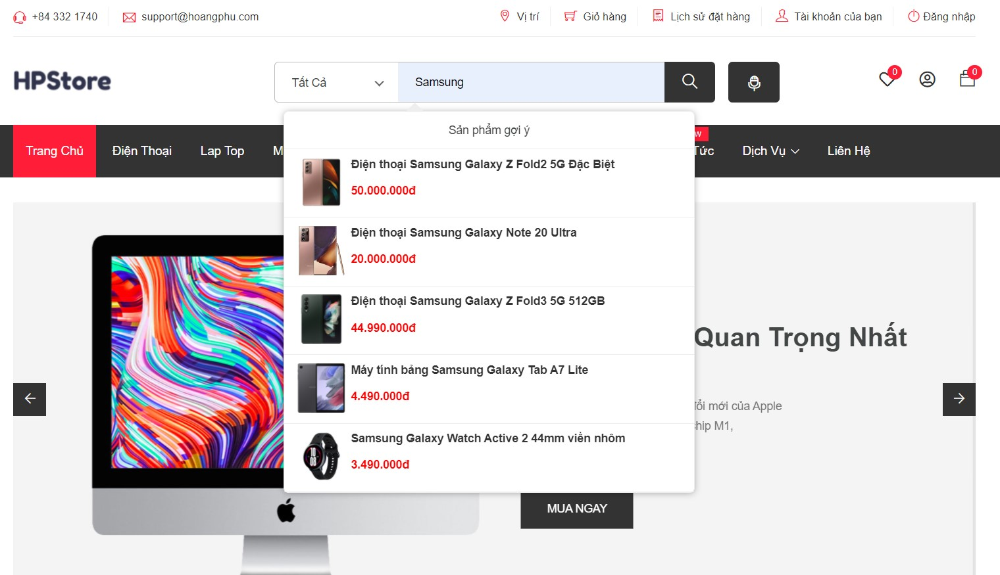 +84 332 1740
support@hoangphu.com
Vị trí
Giỏ hàng
Lịch sử đặt hàng
Tài khoản của bạn
Đăng nhập
HPStore
Tất Cả
Samsung
0
0
Sản phẩm gợi ý
Trang Chủ
Điện Thoại
Lap Top
M
w
Tức
Dịch Vụ
Liên Hệ
Điện thoại Samsung Galaxy Z Fold2 5G Đặc Biệt
50.000.000đ
Điện thoại Samsung Galaxy Note 20 Ultra
20.000.000đ
Điện thoại Samsung Galaxy Z Fold3 5G 512GB
44.990.000đ
Quan Trọng Nhất
Máy tính bảng Samsung Galaxy Tab A7 Lite
4.490.000đ
đổi mới của Apple
chip M1,
Samsung Galaxy Watch Active 2 44mm viền nhôm
3.490.000đ
MUA NGAY